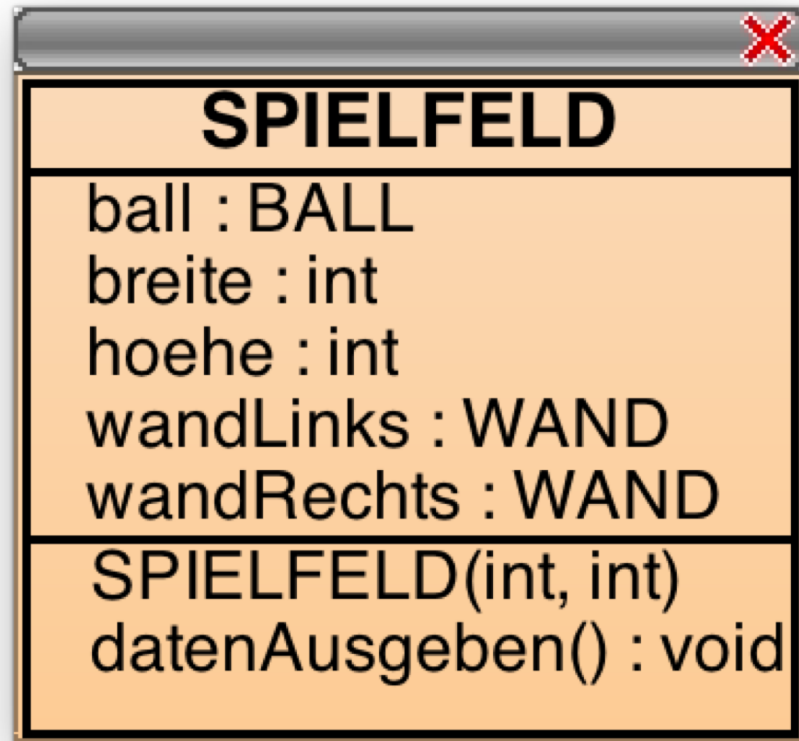 SPIELFELD
ball : BALL
breite : int
hoehe : int
wandLinks : WAND
wandRechts : WAND
SPIELFELD(int, int)
datenAusgeben() : void